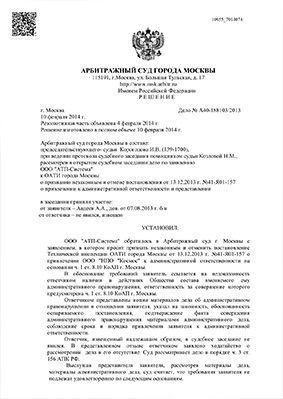 10955_7014074
АРБИТРАЖНЫЙ СУД ГОРОДА МОСКВЫ
115191, г.Москва, ул. Большая Тульская, д. 17
http://www.msk.arbitr.ru
Именем Российской Федерации
РЕШЕНИЕ
г. Москва Дело № А40-188103/2013
10 февраля 2014 г.
Резолютивная часть объявлена 4 февраля 2014 г.
Решение изготовлено в полном объеме 10 февраля 2014 г.
Арбитражный суд города Москвы в составе:
председательствующего- судьи (139-1700),
при ведении протокола судебного заседания помощником судьи Козловой Н.М.,
рассмотрев в открытом судебном заседании дело по заявлению
ООО "АТП-Система"
к ОАТИ города Москвы
о признании незаконным и отмене постановления от 13.12.2013 г. №41-801-157
о привлечении к административной ответственности и представления
в заседании приняли участие:
от заявителя – Авдеев А.А., дов. от 07.08.2013 г. б/н
от ответчика – не явился, извещен
УСТАНОВИЛ:
ООО "АТП-Система" обратилось в Арбитражный суд г. Москвы с
заявлением, в котором просит признать незаконным и отменить постановление
Технической инспекции ОАТИ города Москвы от 13.12.2013 г. №41-801-157 о
привлечении ООО "НПО "Космос" к административной ответственности на
основании ч. 1 ст. 8.10 КоАП г. Москвы.
В обоснование требований заявитель ссылается на недоказанность
ответчиком наличия в действиях Общества состава вменяемого ему
административного правонарушения, ответственность за совершение которого
предусмотрена ч. 1 ст. 8.10 КоАП г. Москвы.
Ответчиком представлены копии материалов дела об административном
правонарушении в отношении заявителя, указал на законность, обоснованность
оспариваемого постановления, подтверждение факта совершения
административного правонарушения материалами административного дела,
соблюдение срока и порядка привлечения заявителя к административной
ответственности.
Ответчик, извещенный надлежащим образом, в судебное заседание не
явился. В представленном отзыве ответчиком заявлено ходатайство о
рассмотрении дела в его отсутствие Суд рассмотрел дело в порядке ч. 3 ст.
156 АПК РФ.
Выслушав представителя заявителя, рассмотрев материалы дела,
материалы административного дела, суд считает, что требования заявителя не
подлежат удовлетворению по следующим основаниям.